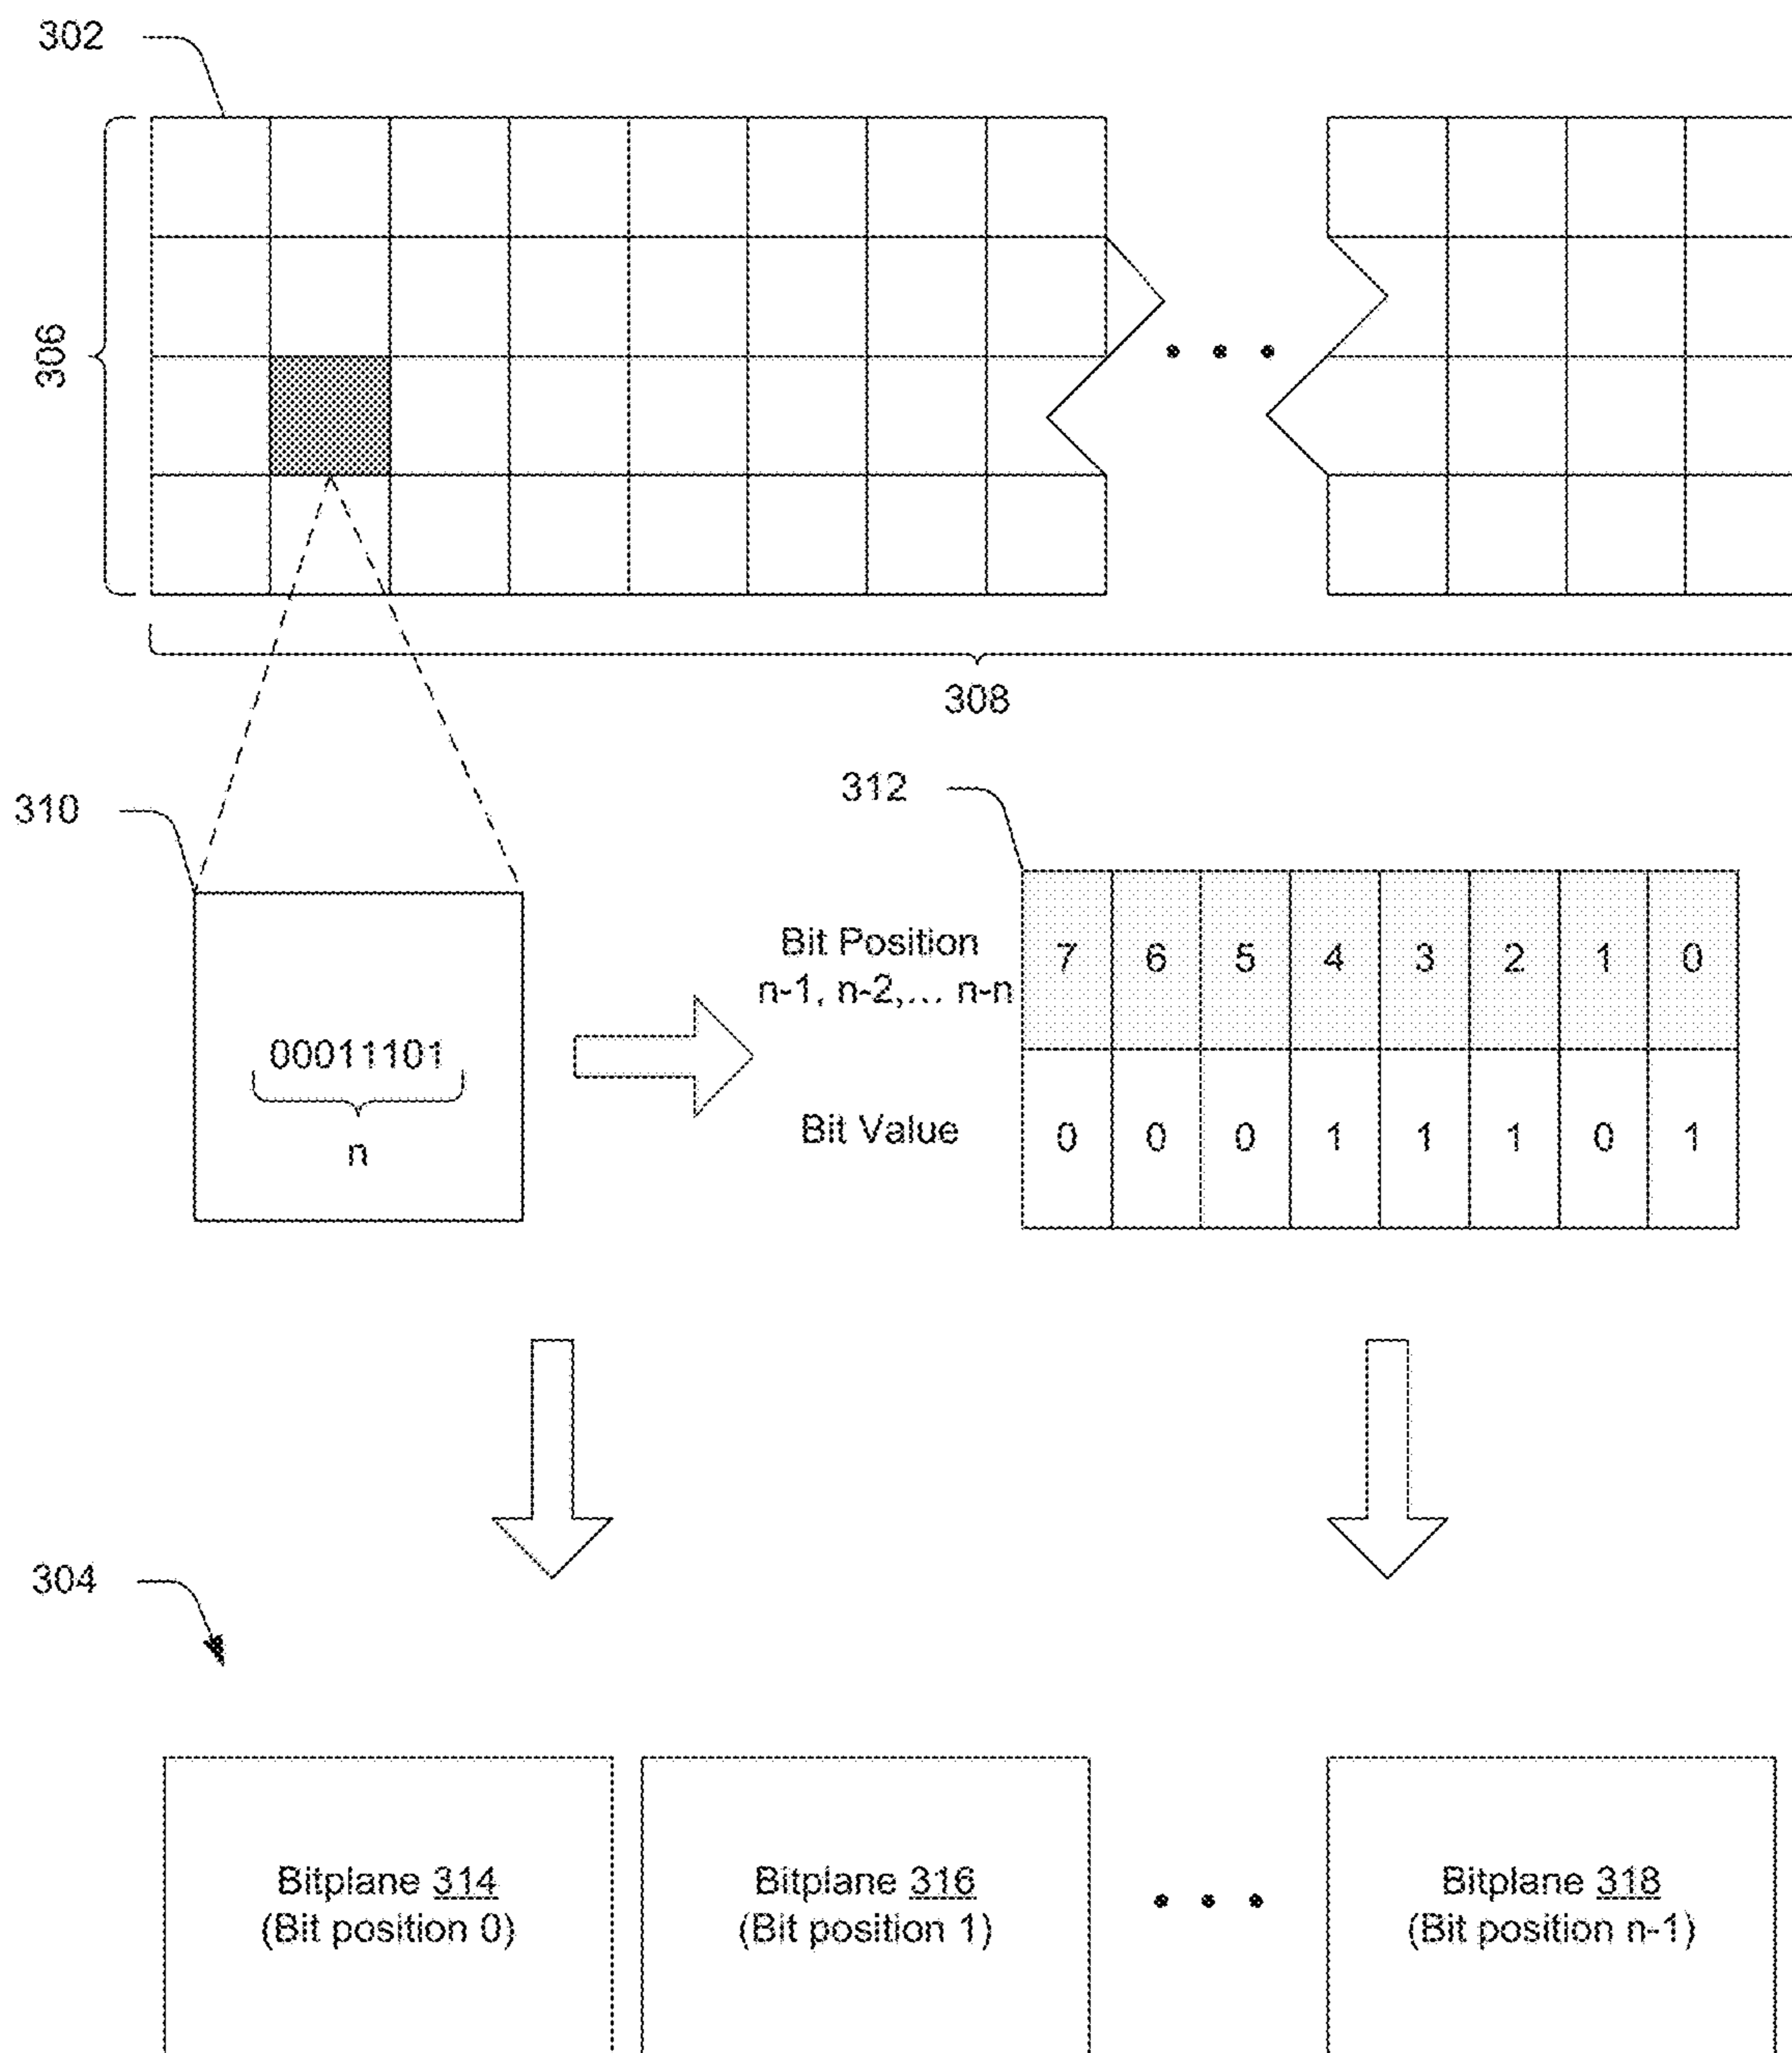 302
306
308
310
312
Bit Position
n-1, n-2,... n-n
7 6 5 4 3 2 1 0
00011101
n
Bit Value
0 0 0 1 1 1 0 1
304
Bitplane 314
(Bit position 0)
Bitplane 316
(Bit position 1)
Bitplane 318
(Bit position n-1)